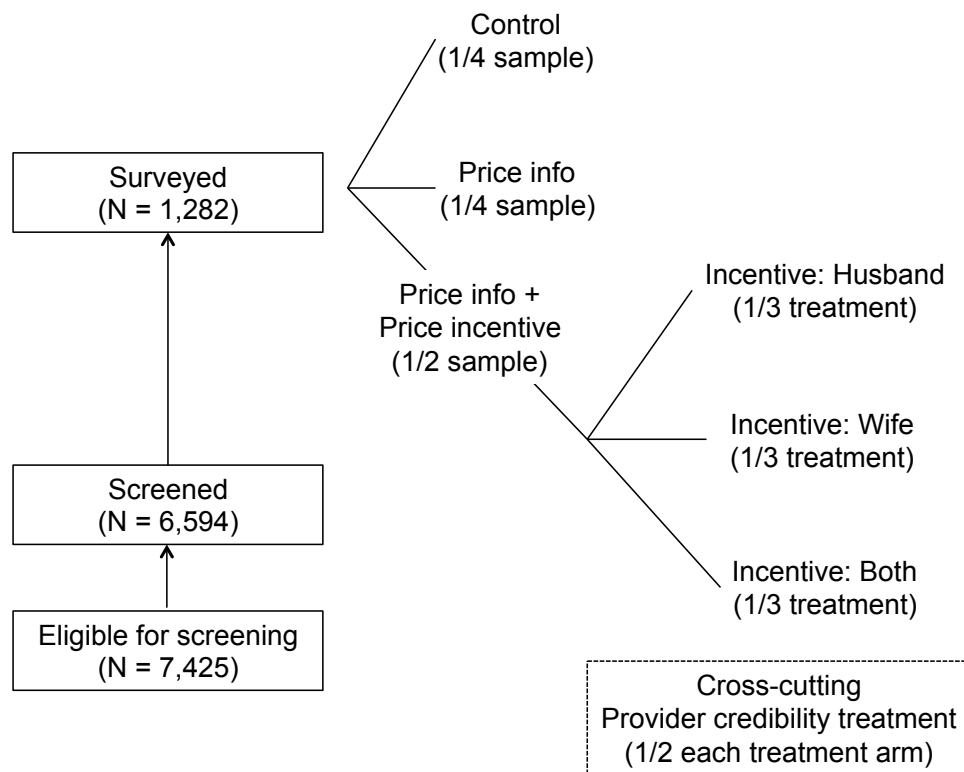 Control
(1/4 sample)
Surveyed
(N = 1,282)
Price info
(1/4 sample)
Price info +
Price incentive
(1/2 sample)
Incentive: Husband
(1/3 treatment)
Incentive: Wife
(1/3 treatment)
Screened
(N = 6,594)
Incentive: Both
(1/3 treatment)
Eligible for screening
(N = 7,425)
Cross-cutting
Provider credibility treatment
(1/2 each treatment arm)